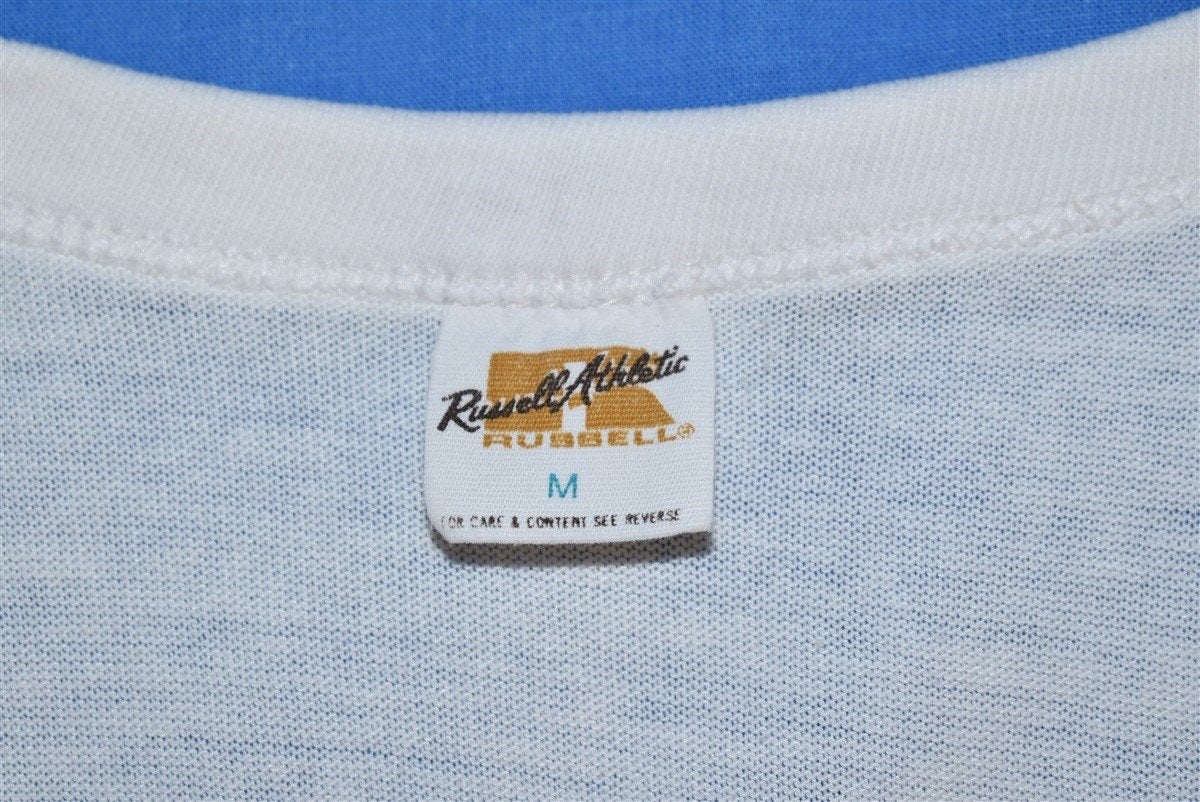 Russell Athletic
RUSSELL®
M
FOR CARE & CONTENT SEE REVERSE